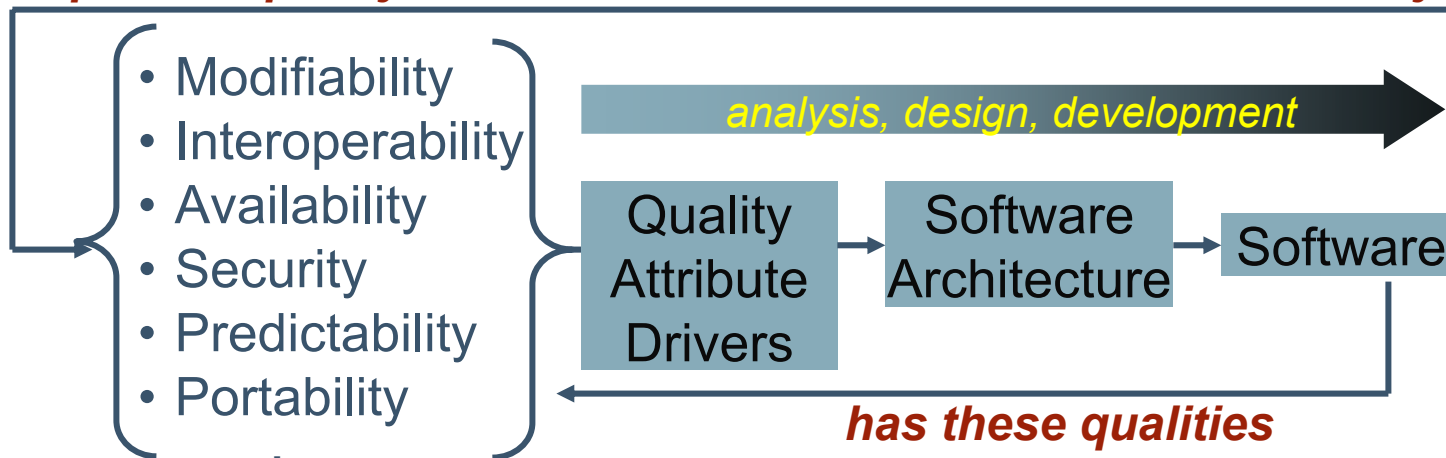 • Modifiability
• Interoperability
• Availability
• Security
• Predictability
• Portability
analysis, design, development
Quality
Attribute
Drivers
Software
Architecture
Software
has these qualities